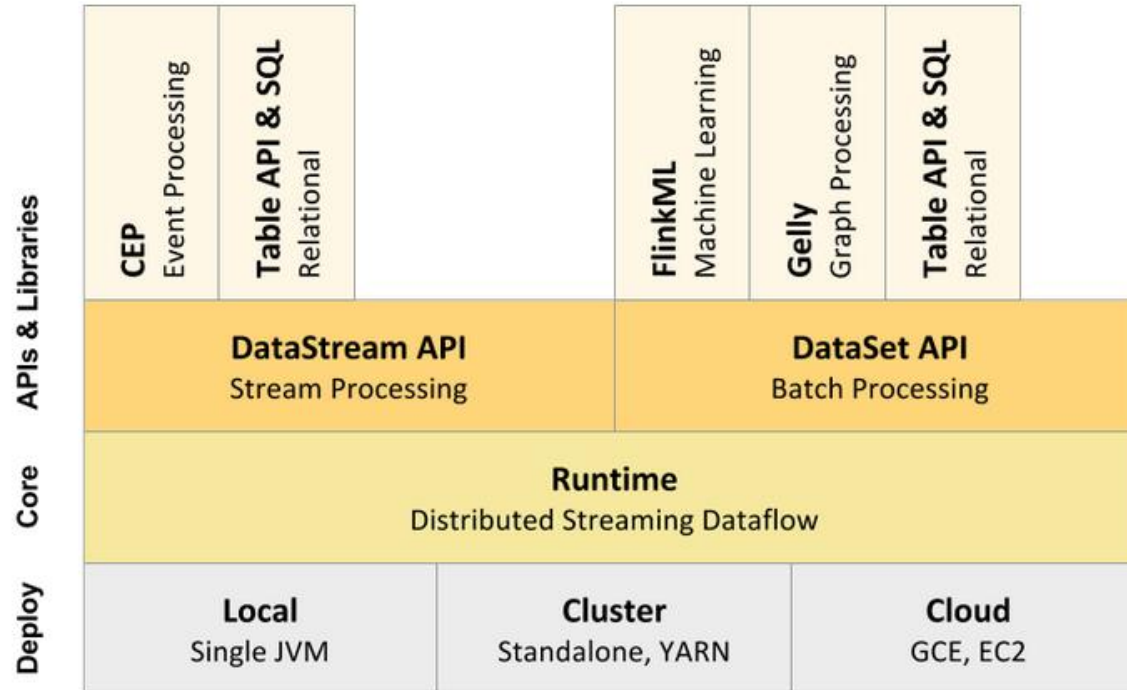 APIs & Libraries
CEP
Event Processing
Table API & SQL
Relational
FlinkML
Machine Learning
Gelly
Graph Processing
Table API & SQL
Relational
DataStream API
Stream Processing
DataSet API
Batch Processing
Core
Runtime
Distributed Streaming Dataflow
Deploy
Local
Single JVM
Cluster
Standalone, YARN
Cloud
GCE, EC2